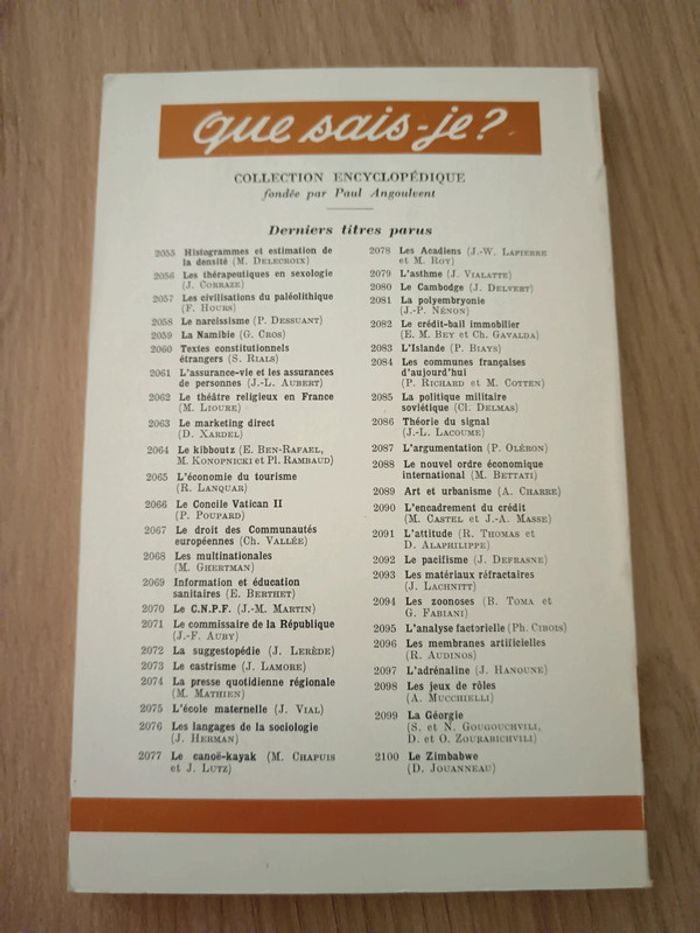 que sais-je?
COLLECTION ENCYCLOPÉDIQUE
fondée par Paul Angoulvent
Derniers titres parus
2055 Histogrammes et estimation de
la densité (M. DELECROIX)
2056 Les thérapeutiques en sexologie
(J. CORRAZE)
2057 Les civilisations du paléolithique
(F. HOURS)
2058 Le narcissisme (P. DESSUANT)
2059 La Namibie (G. CROS)
2060 Textes constitutionnels
étrangers (S. RIALS)
2061 L'assurance-vie et les assurances
de personnes (J.-L. AUBERT)
2062 Le théâtre religieux en France
(M. LIOURE)
2063 Le marketing direct
(D. XARDEL)
2064 Le kibboutz (E. BEN-RAFAEL,
M. KONOPNICKI et Pl. RAMBAUD)
2065 L'économie du tourisme
(R. LANQUAR)
2066 Le Concile Vatican II
(P. POUPARD)
2067 Le droit des Communautés
européennes (Ch. VALLÉE)
2068 Les multinationales
(M. GHERTMAN)
2069 Information et éducation
sanitaires (E. BERTHET)
2070 Le C.N.P.F. (J.-M. MARTIN)
2071 Le commissaire de la République
(J.-F. AUBY)
2072 La suggestopédie (J. LERÈDE)
2073 Le castrisme (J. LAMORE)
2074 La presse quotidienne régionale
(M. MATHIEN)
2075 L'école maternelle (J. VIAL)
2076 Les langages de la sociologie
(J. HERMAN)
2077 Le canoë-kayak (M. CHAPUIS
et J. LUTZ)
2078 Les Acadiens (J.-W. LAPIERRE
et M. ROY)
2079 L'asthme (J. VIALATTE)
2080 Le Cambodge (J. DELVERT)
2081 La polyembryonie
(J.-P. NÉNON)
2082 Le crédit-bail immobilier
(E. M. BEY et Ch. GAVALDA)
2083 L'Islande (P. BIAYS)
2084 Les communes françaises
d'aujourd'hui
(P. RICHARD et M. COTTEN)
2085 La politique militaire
soviétique (Cl. DELMAS)
2086 Théorie du signal
(J.-L. LACOUME)
2087 L'argumentation (P. OLÉRON)
2088 Le nouvel ordre économique
international (M. BETTATI)
2089 Art et urbanisme (A. CHARRE)
2090 L'encadrement du crédit
(M. CASTEL et J.-A. MASSE)
2091 L'attitude (R. THOMAS et
D. ALAPHILIPPE)
2092 Le pacifisme (J. DEFRASNE)
2093 Les matériaux réfractaires
(J. LACHNITT)
2094 Les zoonoses (B. TOMA et
G. FABIANI)
2095 L'analyse factorielle (Ph. CIBOIS)
2096 Les membranes artificielles
(R. AUDINOS)
2097 L'adrénaline (J. HANOUNE)
2098 Les jeux de rôles
(A. MUCCHIELLI)
2099 La Géorgie
(S. et N. GOUGOUCHVILI,
D. et O. ZOURABICHVILI)
2100 Le Zimbabwe
(D. JOUANNEAU)